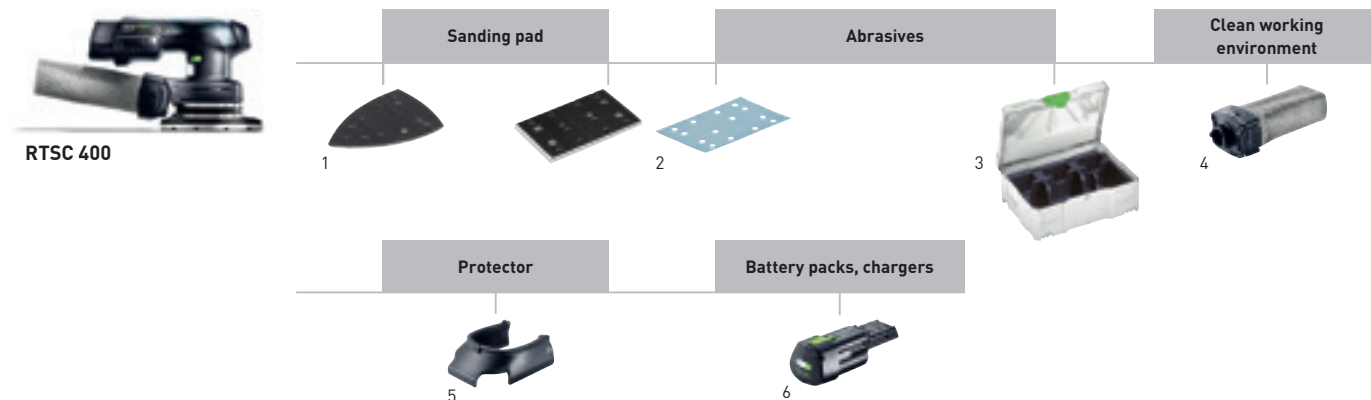 Sanding pad
Abrasives
Clean working
environment
RTSC 400
1
2
3
4
Protector
Battery packs, chargers
5
6